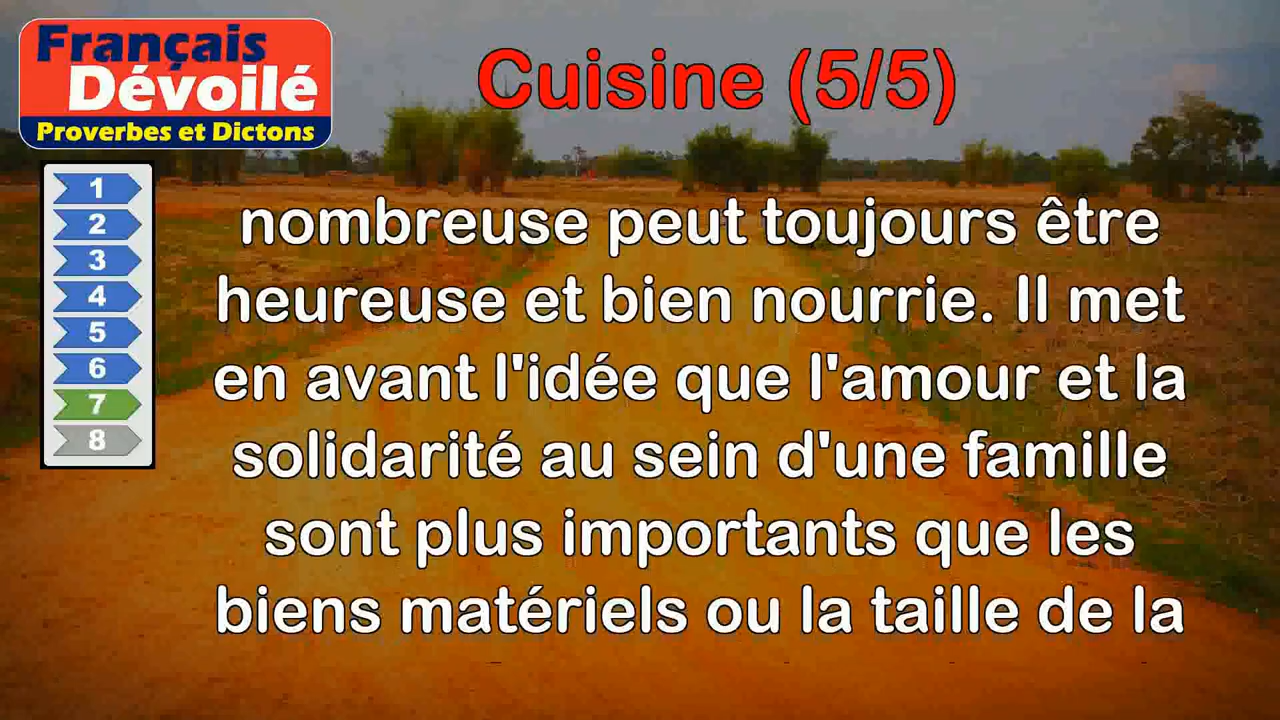 Français
Dévoilé
Proverbes et Dictons
Cuisine (5/5)
1
2
3
4
5
6
7
8
nombreuse peut toujours être
heureuse et bien nourrie. Il met
en avant l'idée que l'amour et la
solidarité au sein d'une famille
sont plus importants que les
biens matériels ou la taille de la